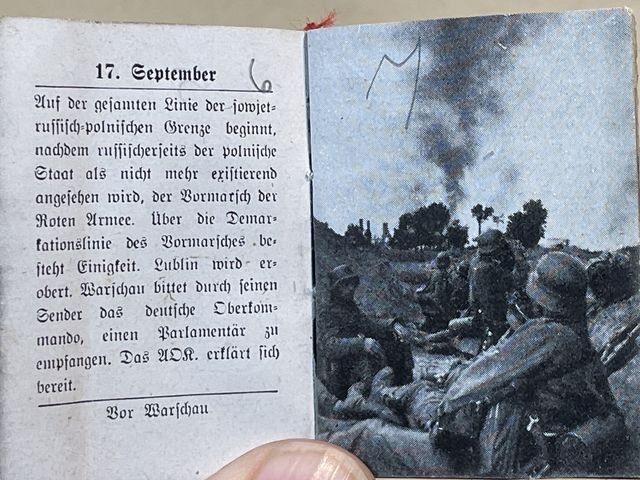 17. September
6
Auf der gesamten Linie der sowjet-
russisch-polnischen Grenze beginnt,
nachdem russischerseits der polnische
Staat als nicht mehr existierend
angesehen wird, der Vormarsch der
Roten Armee. Über die Demar-
kationslinie des Vormarsches be-
steht Einigkeit. Lublin wird er-
obert. Warschau bittet durch seinen
Sender das deutsche Oberkom-
mando, einen Parlamentär zu
empfangen. Das AOK. erklärt sich
bereit.
Vor Warschau
M